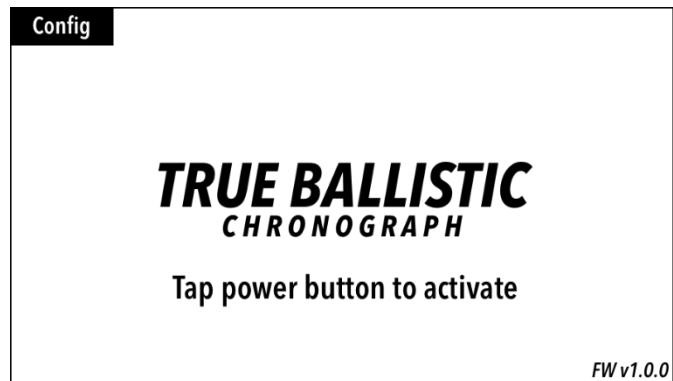 Config
TRUE BALLISTIC
CHRONOGRAPH
Tap power button to activate
FW v1.0.0